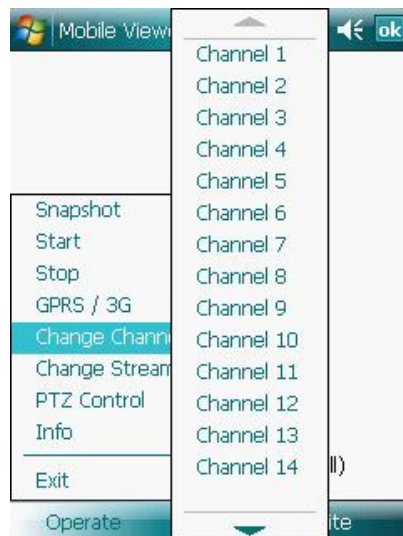 Mobile View
ok
Channel 1
Channel 2
Channel 3
Channel 4
Channel 5
Channel 6
Channel 7
Channel 8
Channel 9
Channel 10
Channel 11
Channel 12
Channel 13
Channel 14
Snapshot
Start
Stop
GPRS / 3G
Change Chann
Change Stream
PTZ Control
Info
Exit
ll)
Operate
ite